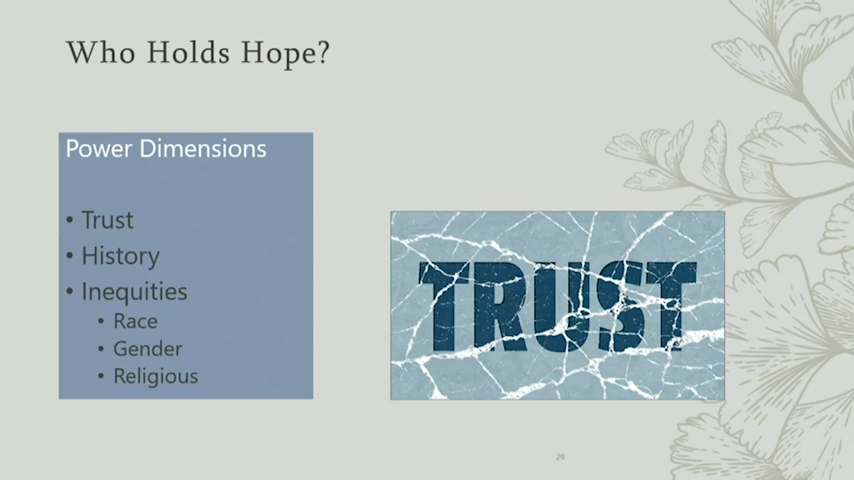 Who Holds Hope?
Power Dimensions
• Trust
• History
• Inequities
• Race
• Gender
• Religious
TRUST
29